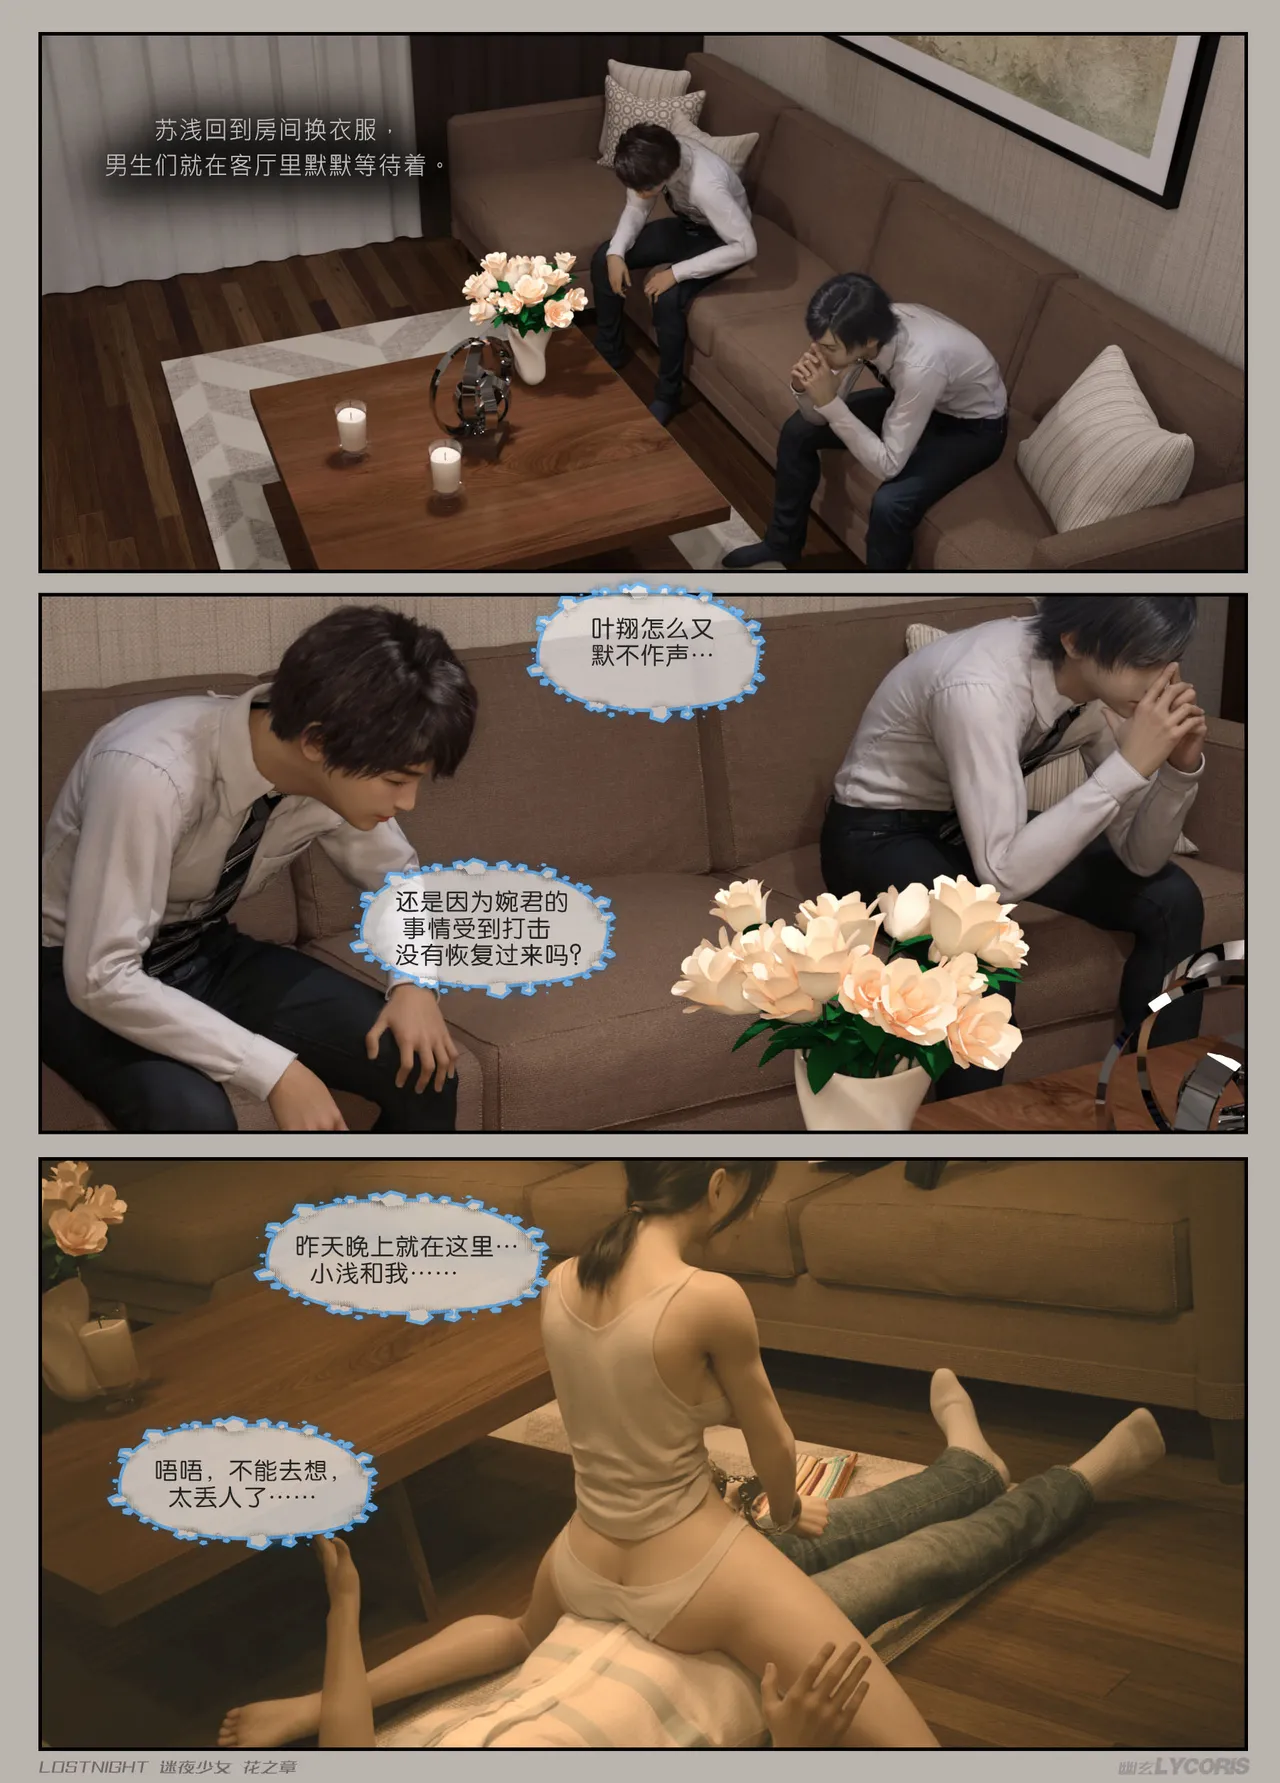 苏浅回到房间换衣服，
男生们就在客厅里默默等待着。
叶翔怎么又
默不作声…
还是因为婉君的
事情受到打击
没有恢复过来吗？
昨天晚上就在这里…
小浅和我……
唔唔，不能去想，
太丢人了……
LOSTNIGHT 迷夜少女 花之章
幽玄LYCORIS